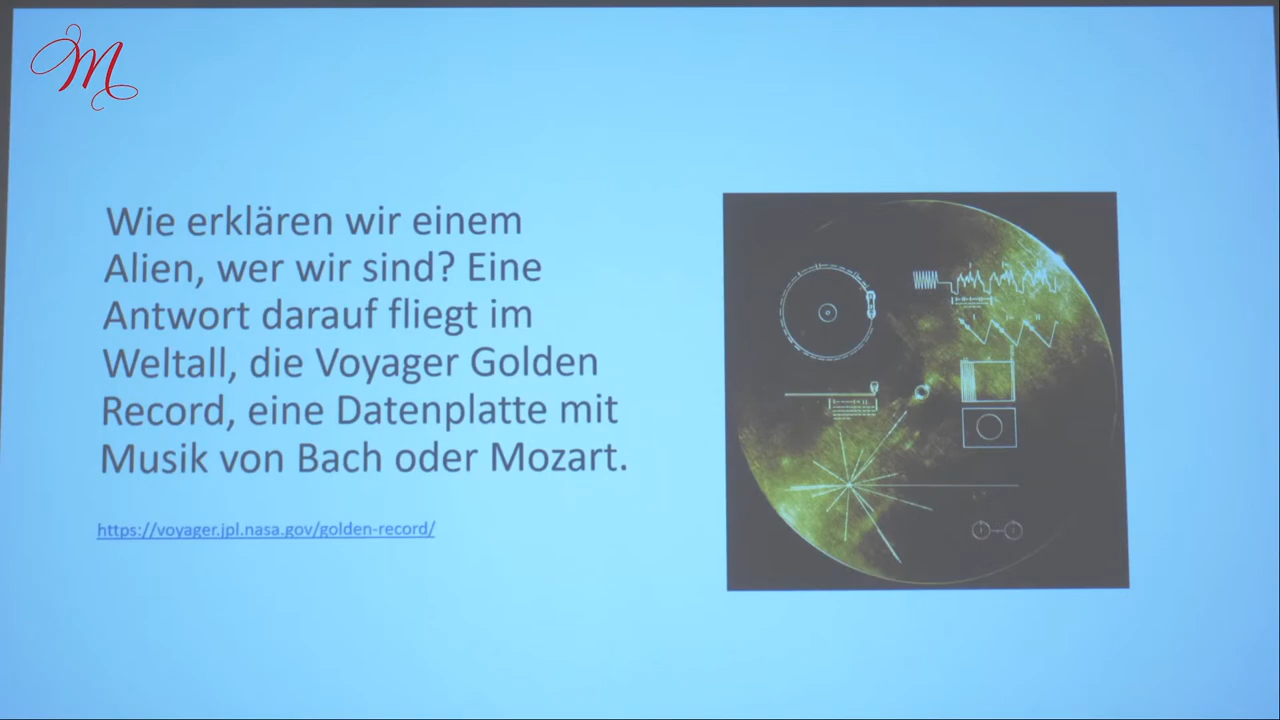 M
Wie erklären wir einem
Alien, wer wir sind? Eine
Antwort darauf fliegt im
Weltall, die Voyager Golden
Record, eine Datenplatte mit
Musik von Bach oder Mozart.
https://voyager.jpl.nasa.gov/golden-record/